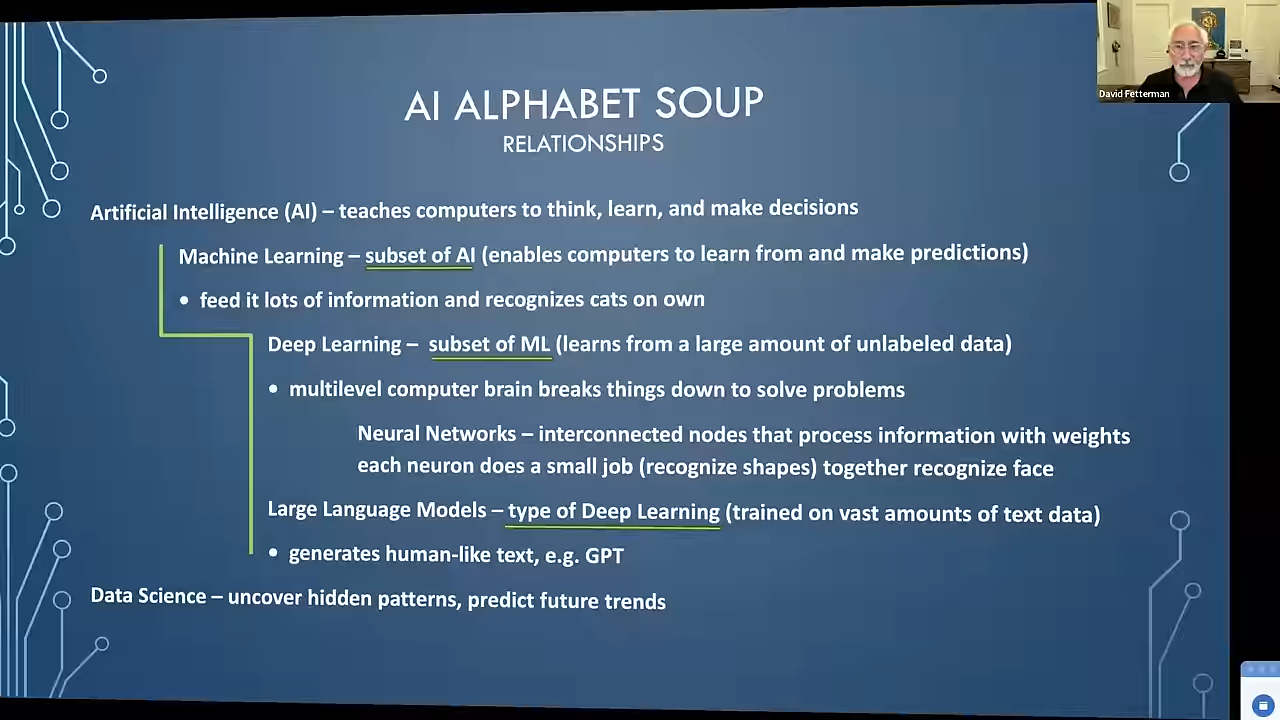 AI ALPHABET SOUP
RELATIONSHIPS
David Fetterman
Artificial Intelligence (AI) – teaches computers to think, learn, and make decisions
Machine Learning – subset of AI (enables computers to learn from and make predictions)
• feed it lots of information and recognizes cats on own
Deep Learning – subset of ML (learns from a large amount of unlabeled data)
• multilevel computer brain breaks things down to solve problems
Neural Networks – interconnected nodes that process information with weights
each neuron does a small job (recognize shapes) together recognize face
Large Language Models – type of Deep Learning (trained on vast amounts of text data)
• generates human-like text, e.g. GPT
Data Science – uncover hidden patterns, predict future trends